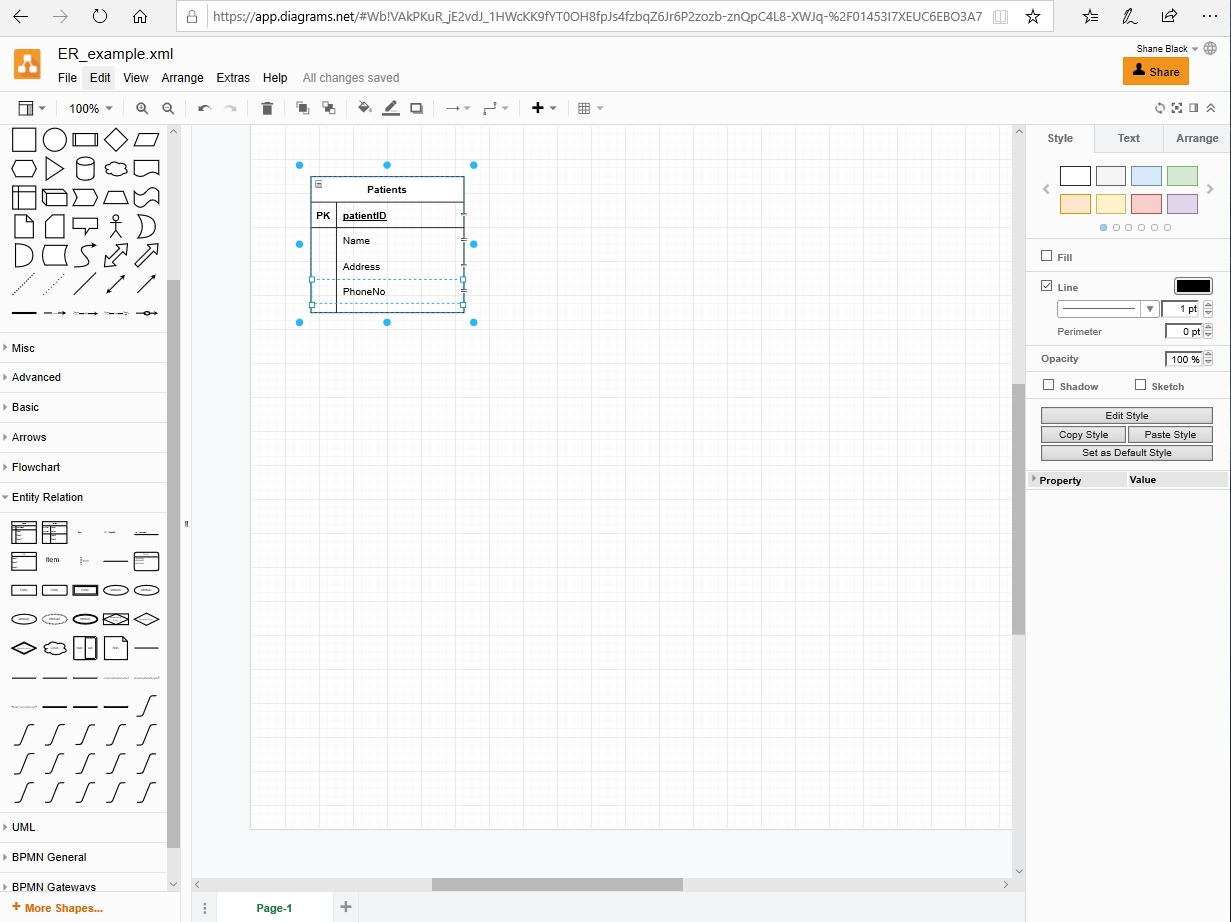 https://app.diagrams.net/#Wb!VAkPKuR_jE2vdJ_1HWcKK9fYT0OH8fpJs4fzbqZ6Jr6P2zozb-znQpC4L8-XWJq-%2F01453I7XEUC6EBO3A7
ER_example.xml
Shane Black
File Edit View Arrange Extras Help All changes saved
Share
100%
Style Text Arrange
Patients
PK patientID
Name
Address
PhoneNo
Fill
Line
1 pt
Perimeter 0 pt
Opacity 100 %
Shadow Sketch
Edit Style
Copy Style Paste Style
Set as Default Style
Property Value
Misc
Advanced
Basic
Arrows
Flowchart
Entity Relation
Item
UML
BPMN General
BPMN Gateways
+ More Shapes...
Page-1